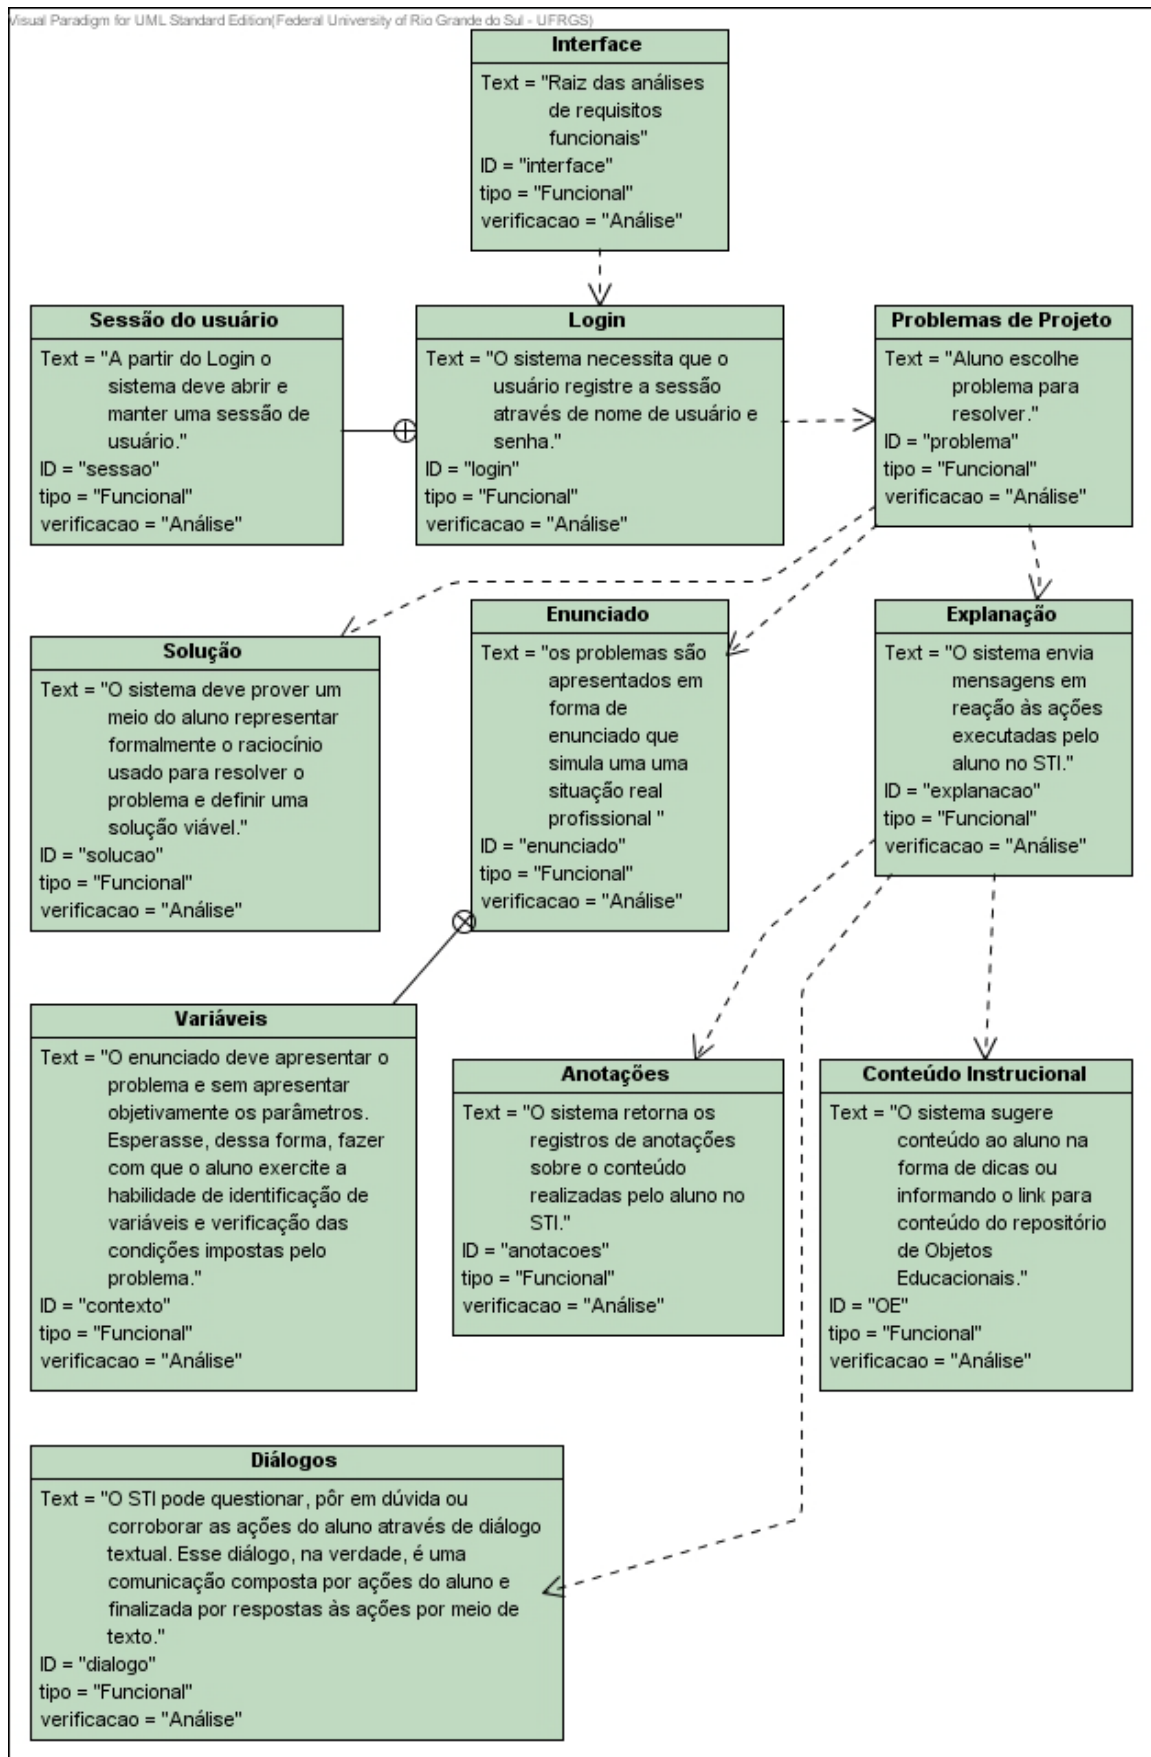 Visual Paradigm for UML Standard Edition(Federal University of Rio Grande do Sul - UFRGS)
Interface
Text = "Raiz das análises
de requisitos
funcionais"
ID = "interface"
tipo = "Funcional"
verificacao = "Análise"
Sessão do usuário
Text = "A partir do Login o
sistema deve abrir e
manter uma sessão de
usuário."
ID = "sessao"
tipo = "Funcional"
verificacao = "Análise"
Login
Text = "O sistema necessita que o
usuário registre a sessão
através de nome de usuário e
senha."
ID = "login"
tipo = "Funcional"
verificacao = "Análise"
Problemas de Projeto
Text = "Aluno escolhe
problema para
resolver."
ID = "problema"
tipo = "Funcional"
verificacao = "Análise"
Solução
Text = "O sistema deve prover um
meio do aluno representar
formalmente o raciocínio
usado para resolver o
problema e definir uma
solução viável."
ID = "solucao"
tipo = "Funcional"
verificacao = "Análise"
Enunciado
Text = "os problemas são
apresentados em
forma de
enunciado que
simula uma uma
situação real
profissional "
ID = "enunciado"
tipo = "Funcional"
verificacao = "Análise"
Explanação
Text = "O sistema envia
mensagens em
reação às ações
executadas pelo
aluno no STI."
ID = "explanacao"
tipo = "Funcional"
verificacao = "Análise"
Variáveis
Text = "O enunciado deve apresentar o
problema e sem apresentar
objetivamente os parâmetros.
Esperasse, dessa forma, fazer
com que o aluno exercite a
habilidade de identificação de
variáveis e verificação das
condições impostas pelo
problema."
ID = "contexto"
tipo = "Funcional"
verificacao = "Análise"
Anotações
Text = "O sistema retorna os
registros de anotações
sobre o conteúdo
realizadas pelo aluno no
STI."
ID = "anotacoes"
tipo = "Funcional"
verificacao = "Análise"
Conteúdo Instrucional
Text = "O sistema sugere
conteúdo ao aluno na
forma de dicas ou
informando o link para
conteúdo do repositório
de Objetos
Educacionais."
ID = "OE"
tipo = "Funcional"
verificacao = "Análise"
Diálogos
Text = "O STI pode questionar, pôr em dúvida ou
corroborar as ações do aluno através de diálogo
textual. Esse diálogo, na verdade, é uma
comunicação composta por ações do aluno e
finalizada por respostas às ações por meio de
texto."
ID = "dialogo"
tipo = "Funcional"
verificacao = "Análise"